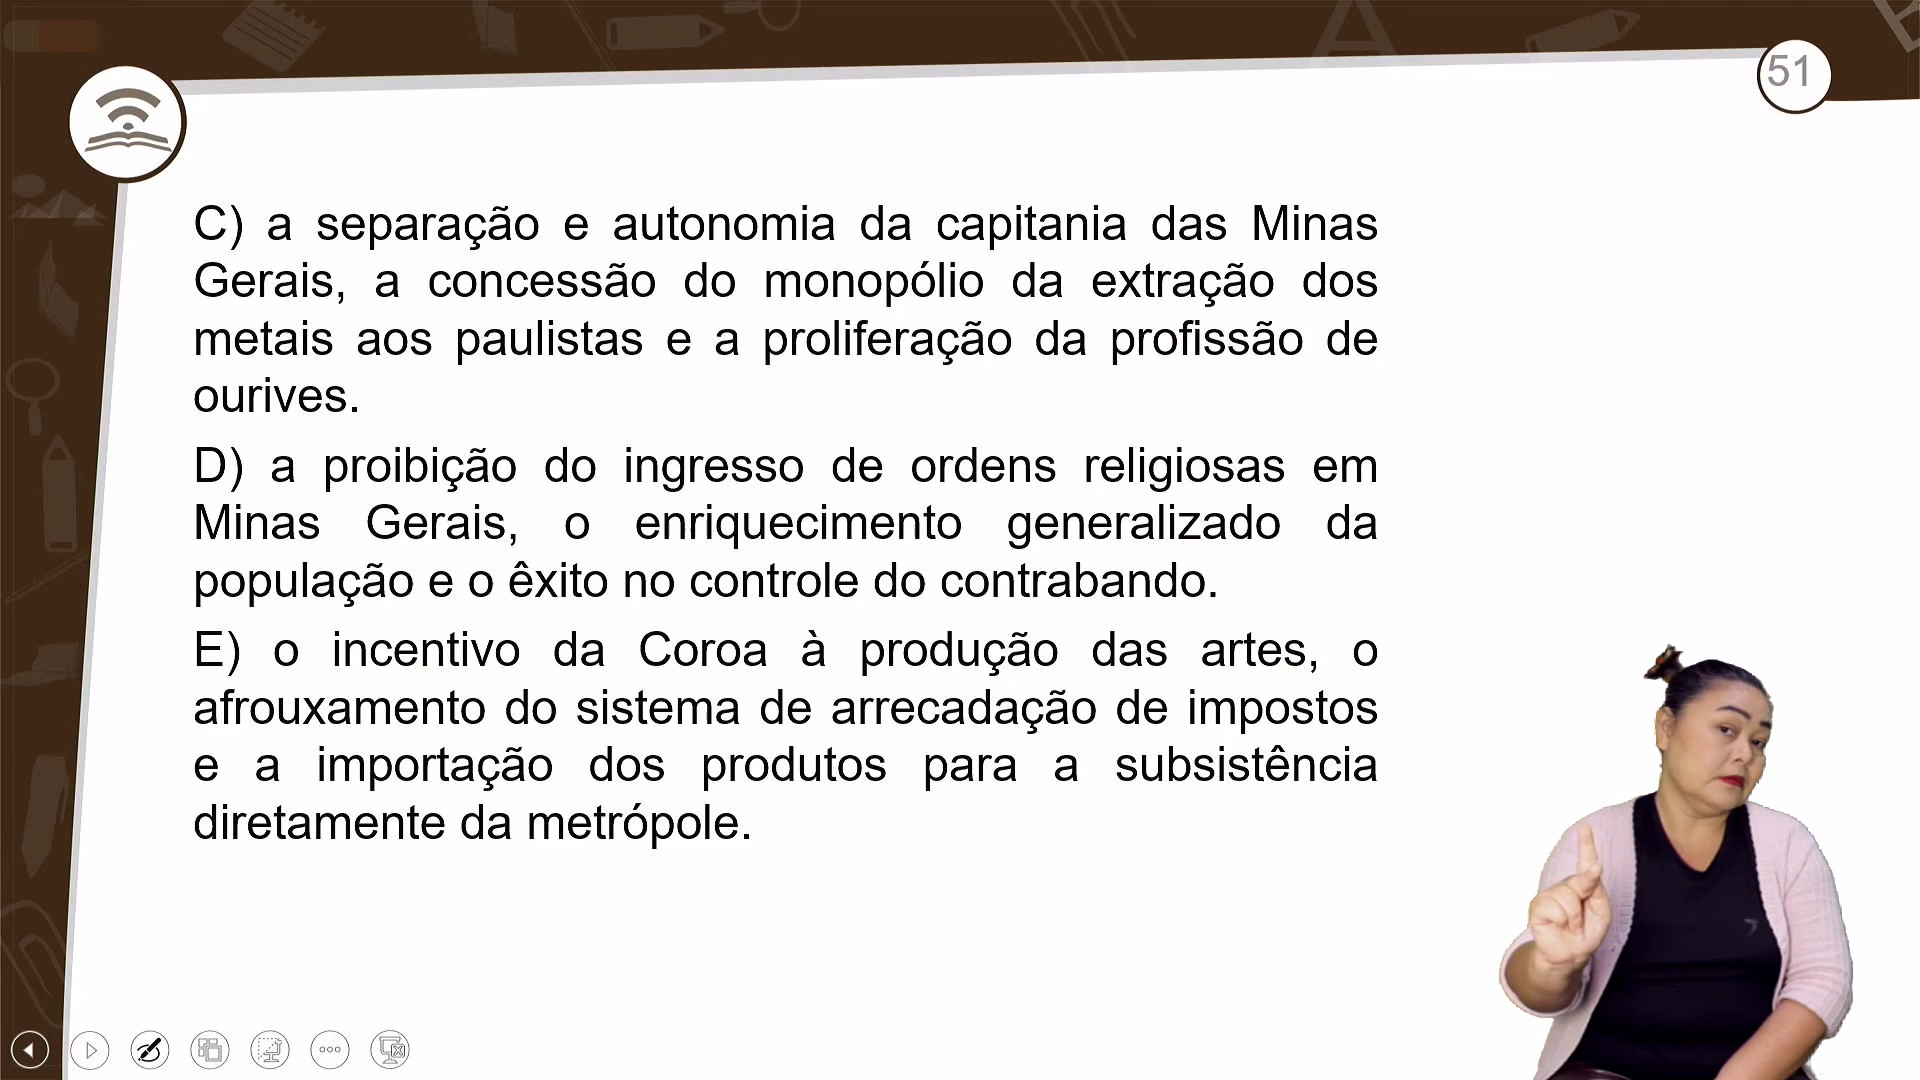 51
C) a separação e autonomia da capitania das Minas
Gerais, a concessão do monopólio da extração dos
metais aos paulistas e a proliferação da profissão de
ourives.
D) a proibição do ingresso de ordens religiosas em
Minas Gerais, o enriquecimento generalizado da
população e o êxito no controle do contrabando.
E) o incentivo da Coroa à produção das artes, o
afrouxamento do sistema de arrecadação de impostos
e a importação dos produtos para a subsistência
diretamente da metrópole.